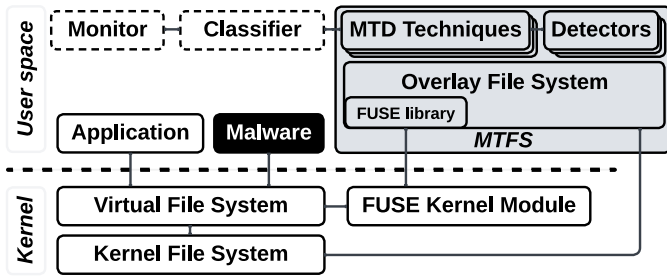 User space
Monitor
Classifier
MTD Techniques
Detectors
Overlay File System
FUSE library
MTFS
Application
Malware
Kernel
Virtual File System
FUSE Kernel Module
Kernel File System